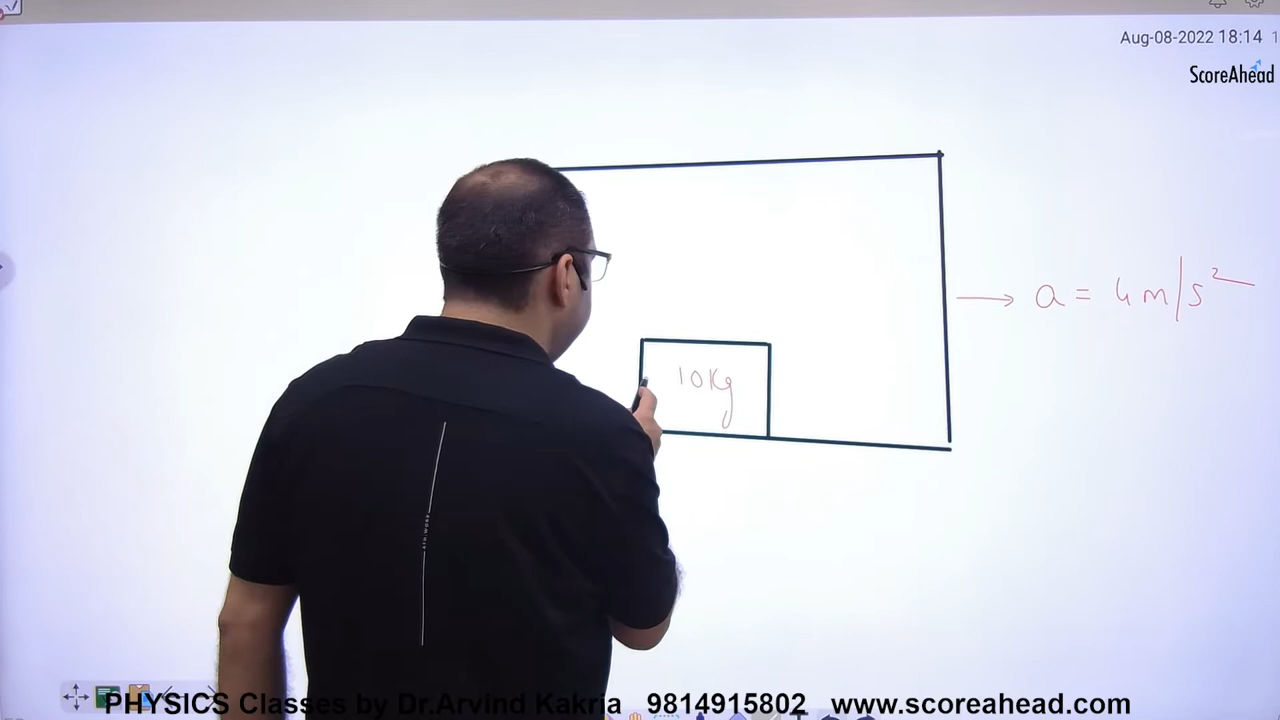 Aug-08-2022 18:14 1
ScoreAhead
a = 4 m/s²
10Kg
PHYSICS Classes by Dr.Arvind Kakria 9814915802 www.scoreahead.com